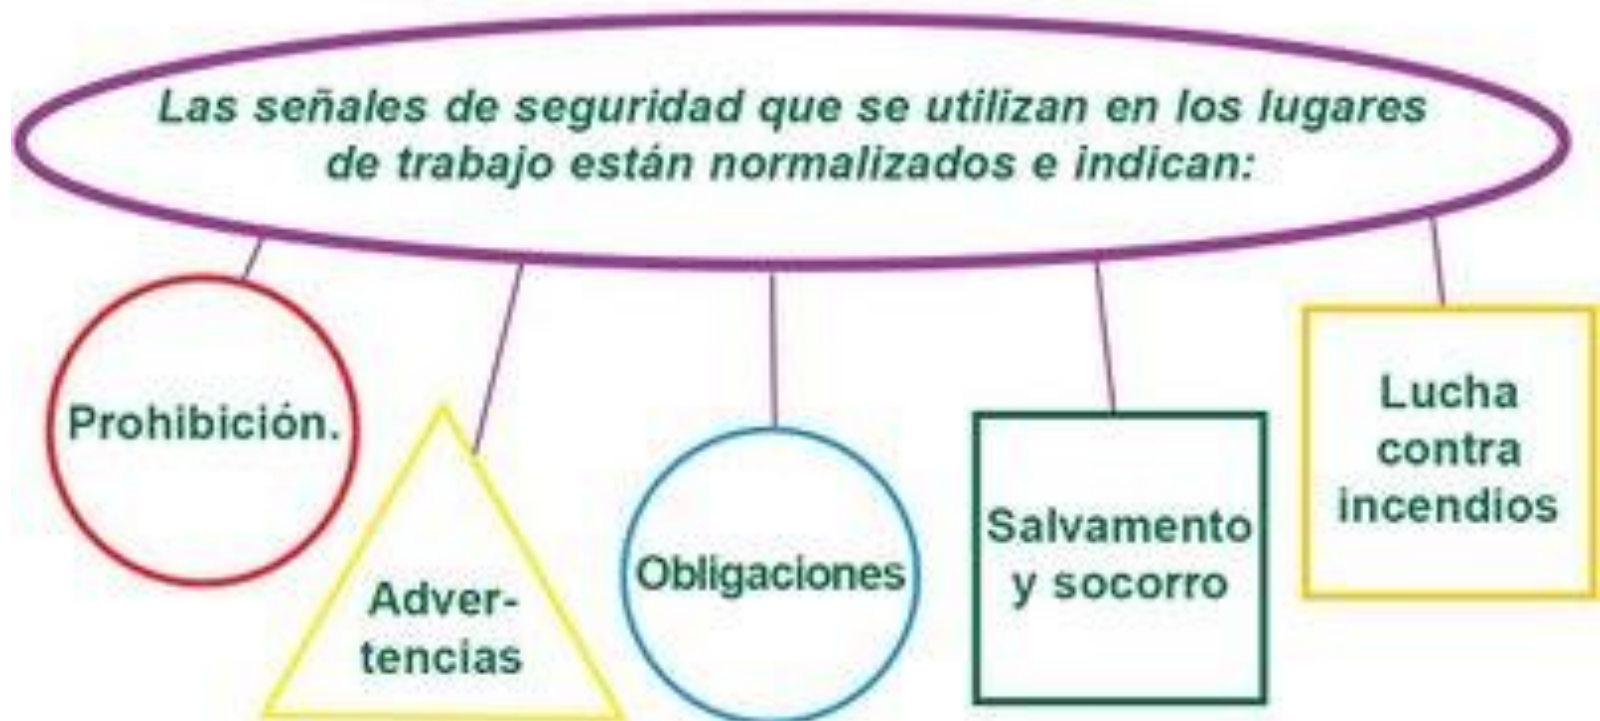 Las señales de seguridad que se utilizan en los lugares
de trabajo están normalizados e indican:
Prohibición.
Adver-
tencias
Obligaciones
Salvamento
y socorro
Lucha
contra
incendios